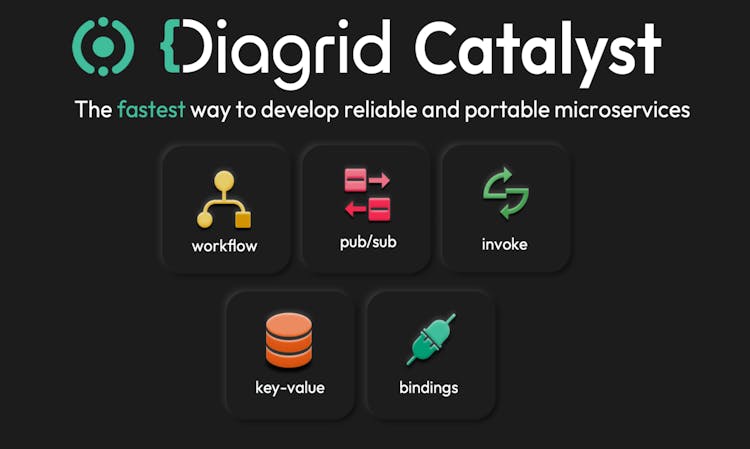 {Diagrid Catalyst
The fastest way to develop reliable and portable microservices
workflow
pub/sub
invoke
key-value
bindings